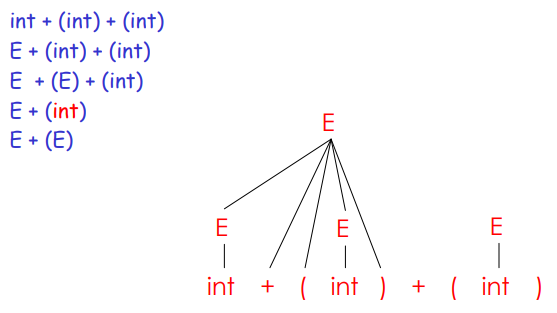 int + (int) + (int)
E + (int) + (int)
E + (E) + (int)
E + (int)
E + (E)
E
E E E
int + ( int ) + ( int )